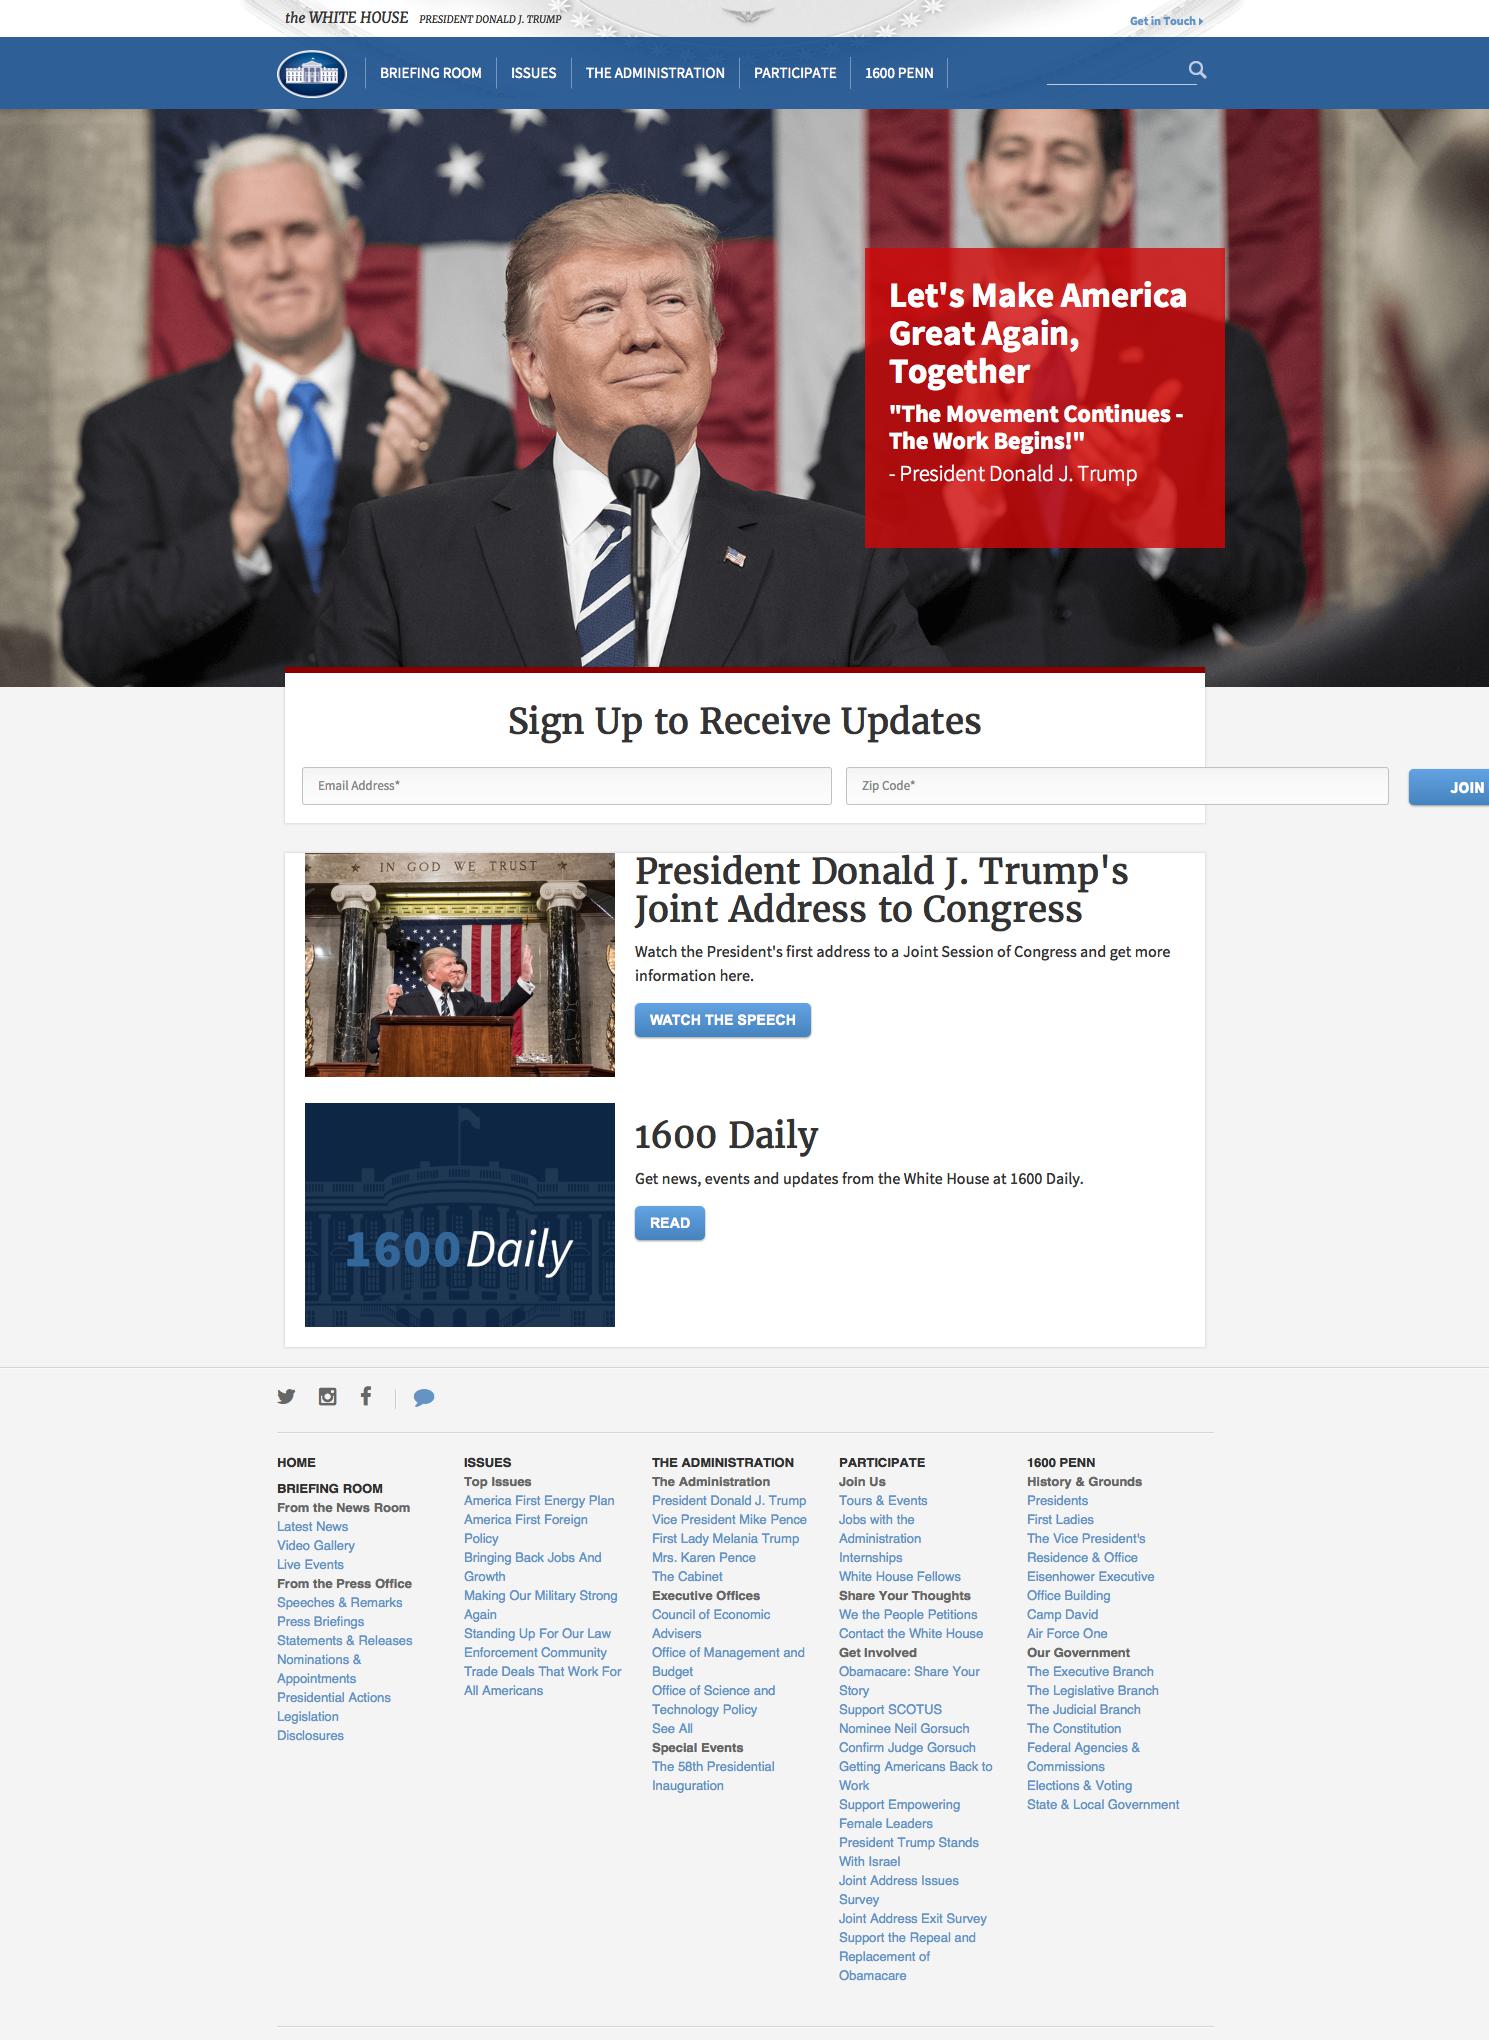 the WHITE HOUSE PRESIDENT DONALD J. TRUMP
Get in Touch
BRIEFING ROOM
ISSUES
THE ADMINISTRATION
PARTICIPATE
1600 PENN
Let's Make America
Great Again,
Together
"The Movement Continues -
The Work Begins!"
- President Donald J. Trump
Sign Up to Receive Updates
Email Address*
Zip Code*
JOIN
IN GOD WE TRUST
President Donald J. Trump's
Joint Address to Congress
Watch the President's first address to a Joint Session of Congress and get more
information here.
WATCH THE SPEECH
1600 Daily
1600 Daily
Get news, events and updates from the White House at 1600 Daily.
READ
HOME
BRIEFING ROOM
From the News Room
Latest News
Video Gallery
Live Events
From the Press Office
Speeches & Remarks
Press Briefings
Statements & Releases
Nominations &
Appointments
Presidential Actions
Legislation
Disclosures
ISSUES
Top Issues
America First Energy Plan
America First Foreign
Policy
Bringing Back Jobs And
Growth
Making Our Military Strong
Again
Standing Up For Our Law
Enforcement Community
Trade Deals That Work For
All Americans
THE ADMINISTRATION
The Administration
President Donald J. Trump
Vice President Mike Pence
First Lady Melania Trump
Mrs. Karen Pence
The Cabinet
Executive Offices
Council of Economic
Advisers
Office of Management and
Budget
Office of Science and
Technology Policy
See All
Special Events
The 58th Presidential
Inauguration
PARTICIPATE
Join Us
Tours & Events
Jobs with the
Administration
Internships
White House Fellows
Share Your Thoughts
We the People Petitions
Contact the White House
Get Involved
Obamacare: Share Your
Story
Support SCOTUS
Nominee Neil Gorsuch
Confirm Judge Gorsuch
Getting Americans Back to
Work
Support Empowering
Female Leaders
President Trump Stands
With Israel
Joint Address Issues
Survey
Joint Address Exit Survey
Support the Repeal and
Replacement of
Obamacare
1600 PENN
History & Grounds
Presidents
First Ladies
The Vice President's
Residence & Office
Eisenhower Executive
Office Building
Camp David
Air Force One
Our Government
The Executive Branch
The Legislative Branch
The Judicial Branch
The Constitution
Federal Agencies &
Commissions
Elections & Voting
State & Local Government